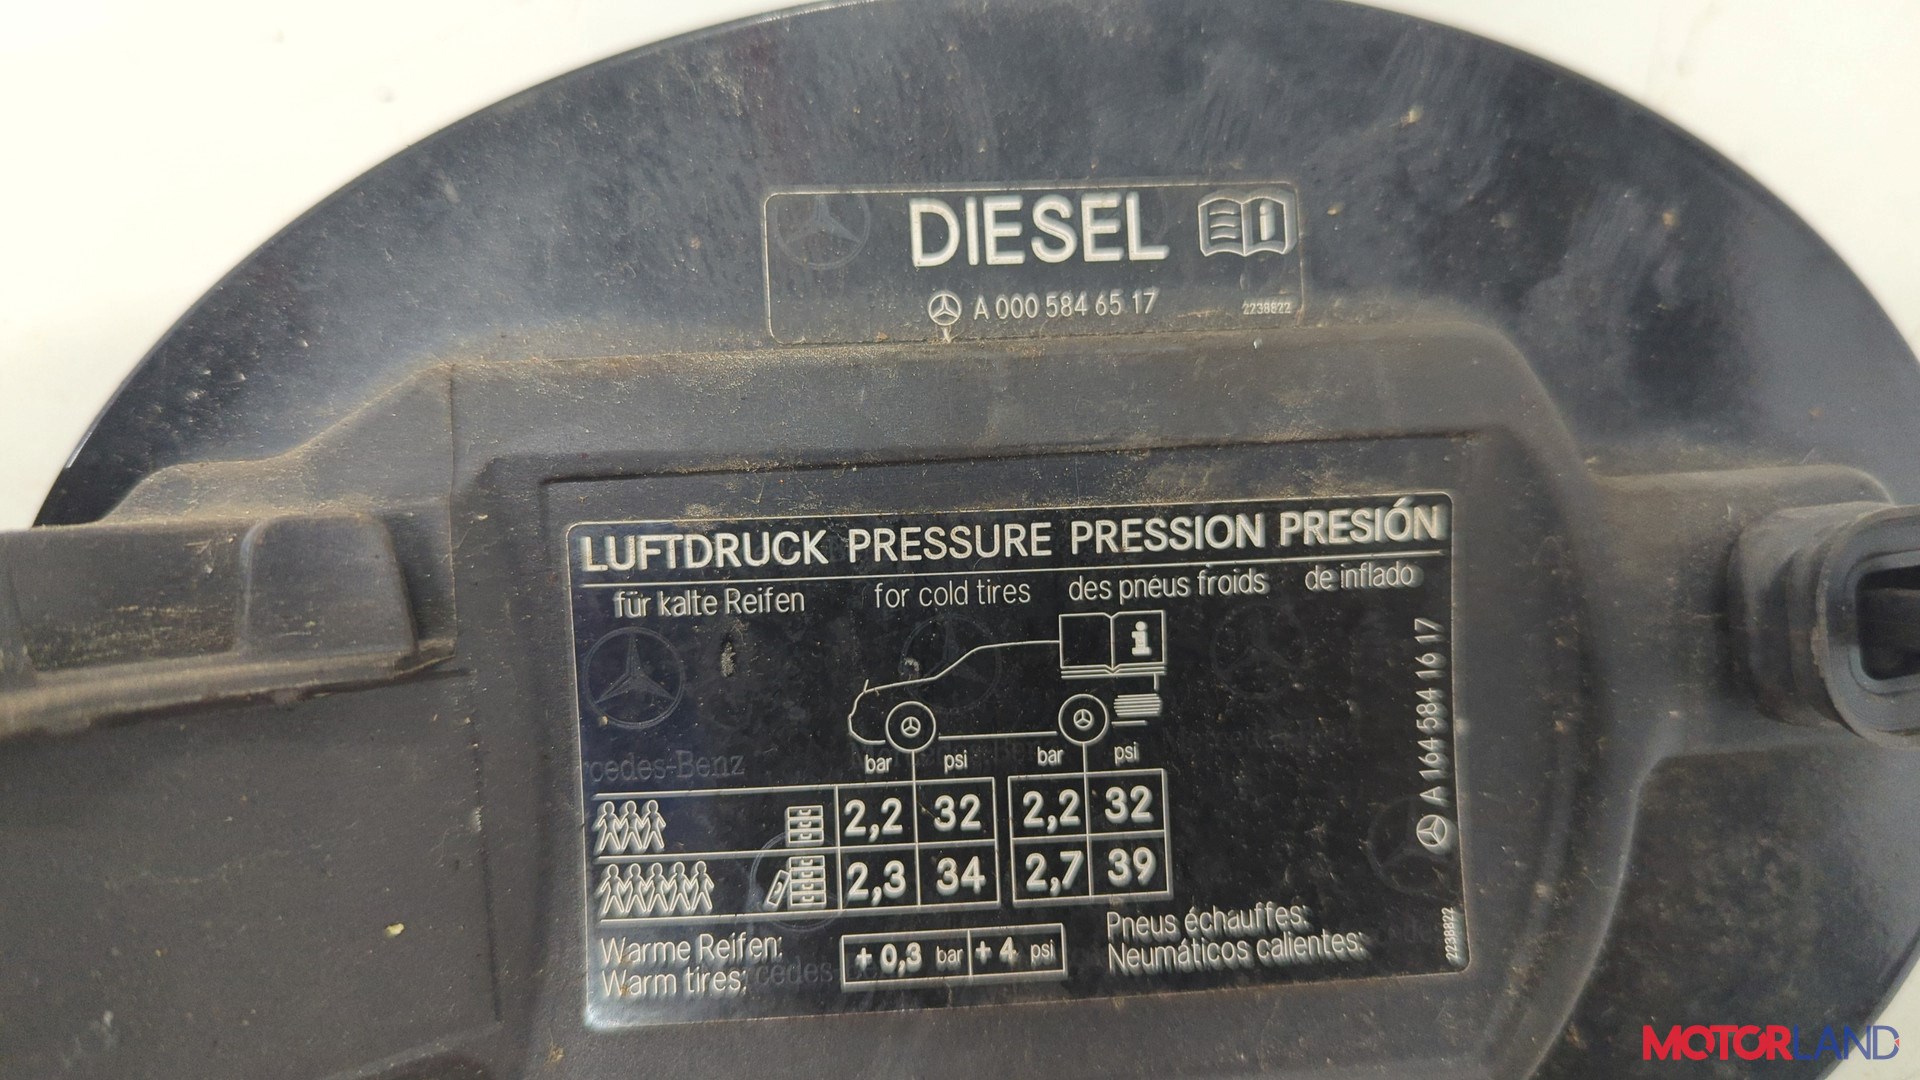 DIESEL
A 000 584 65 17
2238822
LUFTDRUCK PRESSURE PRESSION PRESIÓN
für kalte Reifen for cold tires des pneus froids de inflado
bar psi bar psi
2,2 32 2,2 32
2,3 34 2,7 39
Warme Reifen:
Warm tires:
+ 0,3 bar + 4 psi
Pneus échauffes:
Neumáticos calientes:
A 164 584 16 17
2238822
cedes-Benz
MOTORLAND